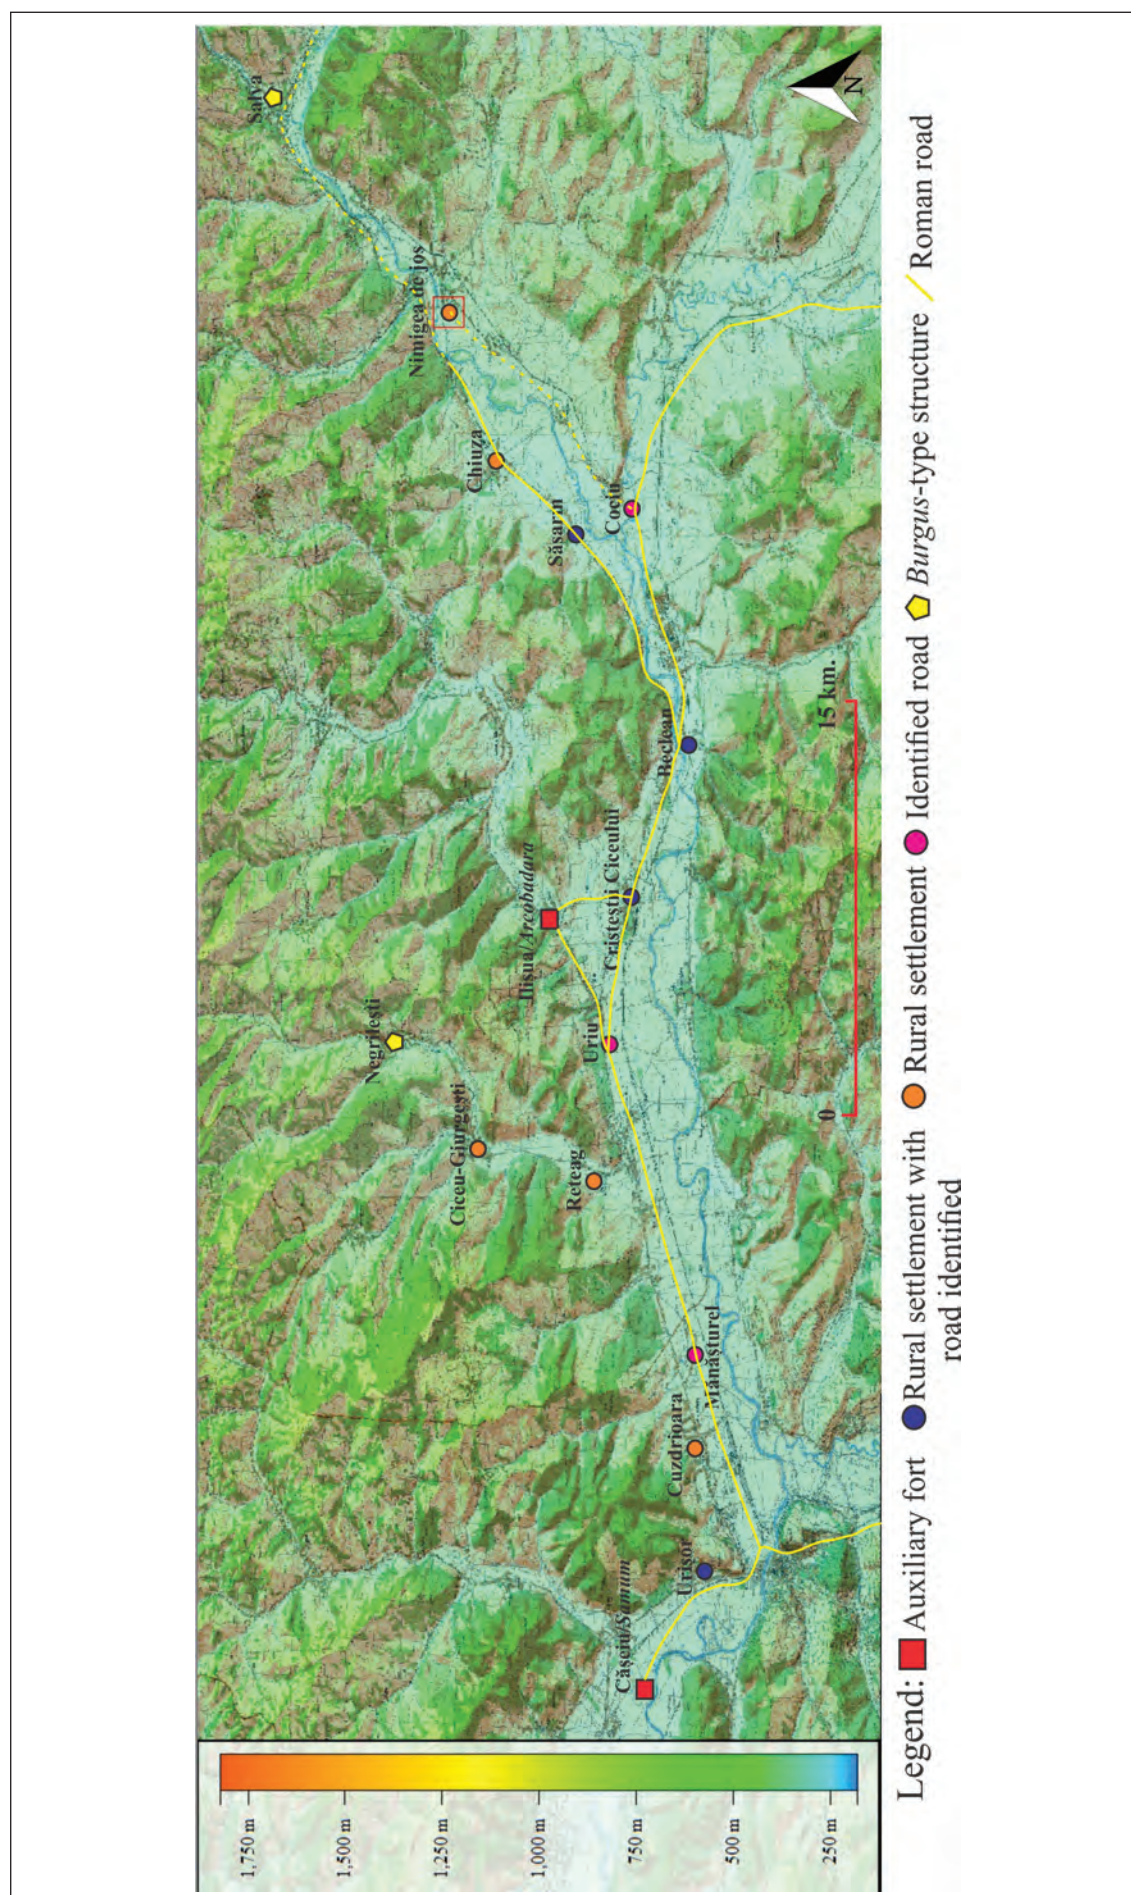 1,750 m
1,500 m
1,250 m
1,000 m
750 m
500 m
250 m
Salva
Nimigea de jos
Chiuza
Săsarm
Cociu
Beclean
Cristeștii Ciceului
Ilișua/Arcobadara
Uriu
Negrilești
Ciceu-Giurgești
Reteag
Mănășturel
Cuzdrioara
Urișor
Cășeiu/Samum
N
0
15 km.
Legend:
Auxiliary fort
Rural settlement with
road identified
Rural settlement
Identified road
Burgus-type structure
Roman road